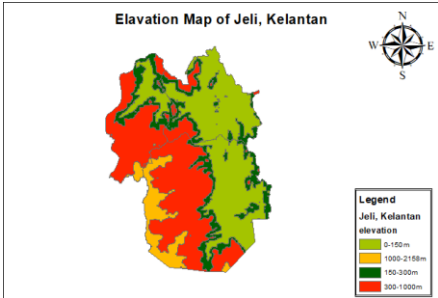 Elavation Map of Jeli, Kelantan
N
W E
S
Legend
Jeli, Kelantan
elevation
0-150m
1000-2158m
150-300m
300-1000m